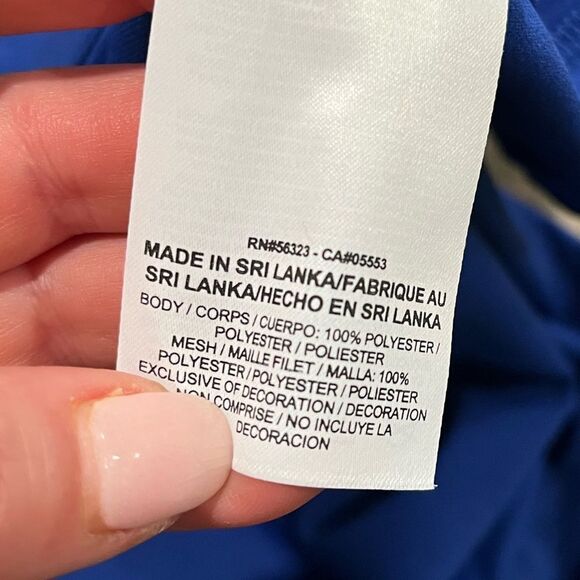 RN#56323 - CA#05553
MADE IN SRI LANKA/FABRIQUE AU
SRI LANKA/HECHO EN SRI LANKA
BODY / CORPS / CUERPO: 100% POLYESTER /
POLYESTER / POLIESTER
MESH / MAILLE FILET / MALLA: 100%
POLYESTER / POLYESTER / POLIESTER
EXCLUSIVE OF DECORATION / DECORATION
NON COMPRISE / NO INCLUYE LA
DECORACION